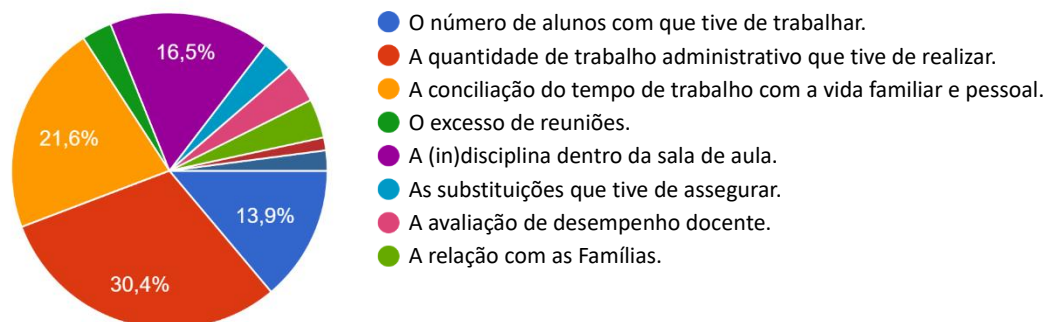 16,5%
21,6%
13,9%
30,4%
O número de alunos com que tive de trabalhar.
A quantidade de trabalho administrativo que tive de realizar.
A conciliação do tempo de trabalho com a vida familiar e pessoal.
O excesso de reuniões.
A (in)disciplina dentro da sala de aula.
As substituições que tive de assegurar.
A avaliação de desempenho docente.
A relação com as Famílias.